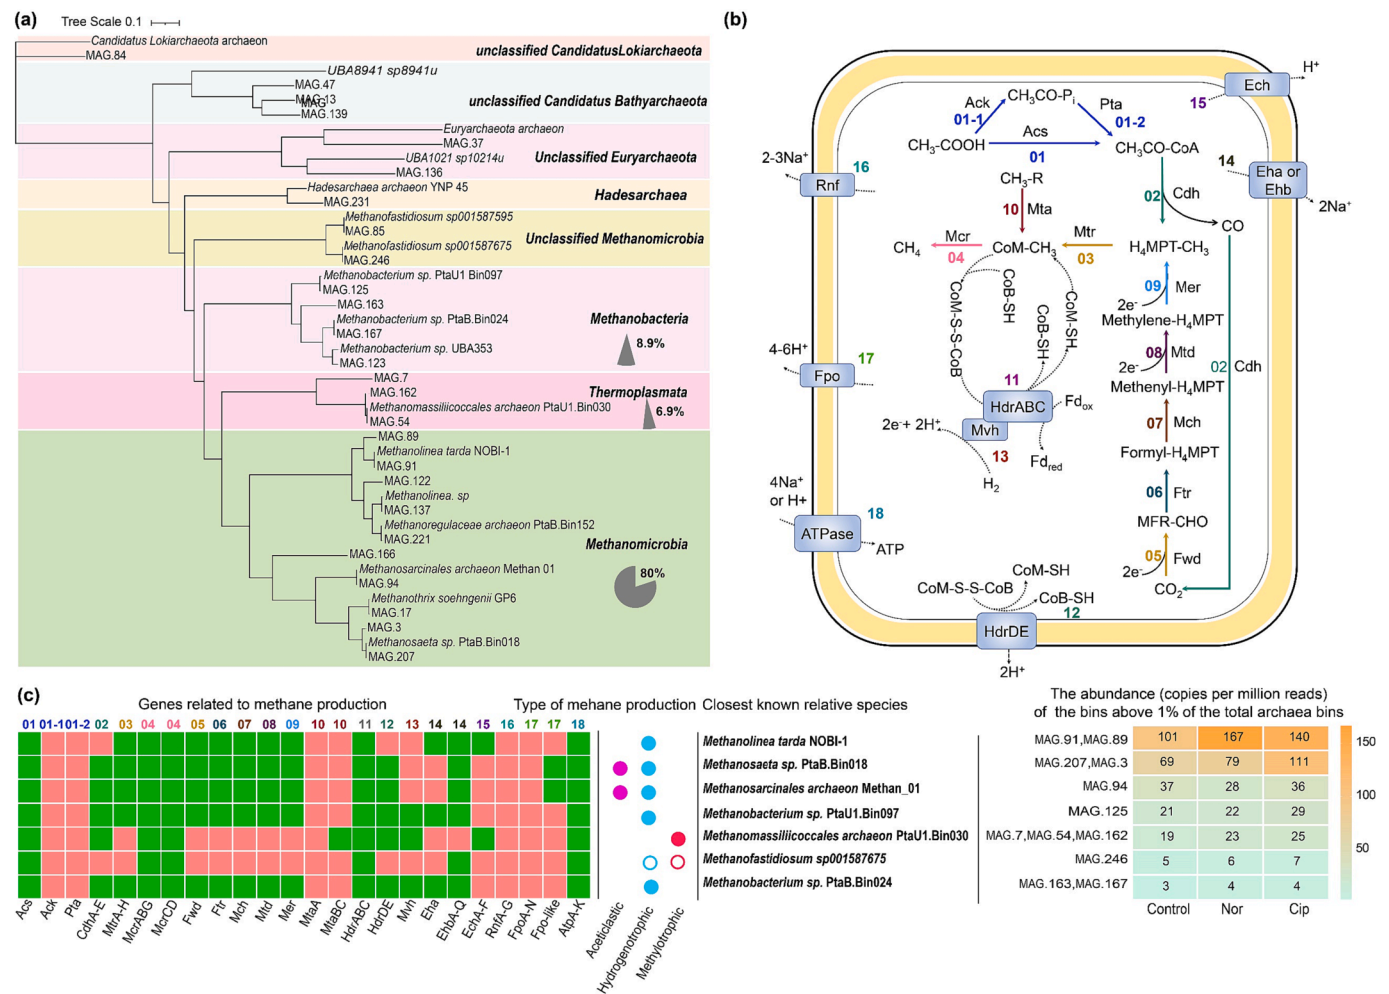 (a)
Tree Scale 0.1
Candidatus Lokiarchaeota archaeon
MAG.84
unclassified CandidatusLokiarchaeota
UBA8941 sp8941u
MAG.47
MAG.13
MAG
MAG.139
unclassified Candidatus Bathyarchaeota
Euryarchaeota archaeon
MAG.37
UBA1021 sp10214u
MAG.136
Unclassified Euryarchaeota
Hadesarchaea archaeon YNP 45
MAG.231
Hadesarchaea
Methanofastidiosum sp001587595
MAG.85
Methanofastidiosum sp001587675
MAG.246
Unclassified Methanomicrobia
Methanobacterium sp. PtaU1 Bin097
MAG.125
MAG.163
Methanobacterium sp. PtaB.Bin024
MAG.167
Methanobacterium sp. UBA353
MAG.123
Methanobacteria
8.9%
MAG.7
MAG.162
Methanomassiliicoccales archaeon PtaU1.Bin030
MAG.54
Thermoplasmata
6.9%
MAG.89
Methanolinea tarda NOBI-1
MAG.91
MAG.122
Methanolinea. sp
MAG.137
Methanoregulaceae archaeon PtaB.Bin152
MAG.221
MAG.166
Methanosarcinales archaeon Methan 01
MAG.94
Methanothrix soehngenii GP6
MAG.17
MAG.3
Methanosaeta sp. PtaB.Bin018
MAG.207
Methanomicrobia
80%
(b)
Ech
H+
15
Ack
01-1
CH3CO-Pi
Pta
01-2
CH3-COOH
Acs
01
CH3CO-CoA
14
Eha or
Ehb
2Na+
2-3Na+
16
Rnf
CH3-R
10 Mta
02
Cdh
CO
CH4
Mcr
04
CoM-CH3
Mtr
03
H4MPT-CH3
CoM-S-S-CoB
CoB-SH
CoB-SH
CoM-SH
09
Mer
2e-
Methylene-H4MPT
4-6H+
17
Fpo
08
Mtd
2e-
Methenyl-H4MPT
02
Cdh
11
HdrABC
Fdox
Mvh
2e-+ 2H+
13
H2
Fdred
07
Mch
Formyl-H4MPT
06
Ftr
MFR-CHO
4Na+
or H+
18
ATPase
ATP
05
Fwd
2e-
CO2
CoM-S-S-CoB
CoM-SH
CoB-SH
12
HdrDE
2H+
(c)
Genes related to methane production
Type of mehane production
Closest known relative species
The abundance (copies per million reads)
of the bins above 1% of the total archaea bins
01 01-1 01-2 02 03 04 04 05 06 07 08 09 10 10 11 12 13 14 14 15 16 17 17 18
Methanolinea tarda NOBI-1
Methanosaeta sp. PtaB.Bin018
Methanosarcinales archaeon Methan_01
Methanobacterium sp. PtaU1.Bin097
Methanomassiliicoccales archaeon PtaU1.Bin030
Methanofastidiosum sp001587675
Methanobacterium sp. PtaB.Bin024
MAG.91,MAG.89 101 167 140
MAG.207,MAG.3 69 79 111
MAG.94 37 28 36
MAG.125 21 22 29
MAG.7,MAG.54,MAG.162 19 23 25
MAG.246 5 6 7
MAG.163,MAG.167 3 4 4
Control Nor Cip
150
100
50
Acs Ack Pta CdhA-E MtrA-H McrABG McrCD Fwd Ftr Mch Mtd Mer MtaA MtaBC HdrABC HdrDE Mvh Eha EhbA-Q EchA-F RnfA-G FpoA-N Fpo-like AtpA-K
Aceticlastic
Hydrogenotrophic
Methylotrophic